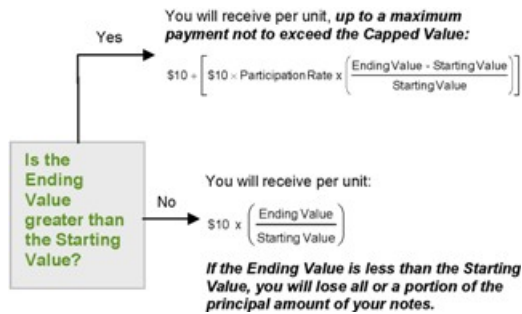 You will receive per unit, up to a maximum
payment not to exceed the Capped Value:
Yes
$10 + [ $10 × Participation Rate x ( Ending Value - Starting Value / Starting Value ) ]
Is the
Ending
Value
greater than
the Starting
Value?
No
You will receive per unit:
$10 x ( Ending Value / Starting Value )
If the Ending Value is less than the Starting
Value, you will lose all or a portion of the
principal amount of your notes.